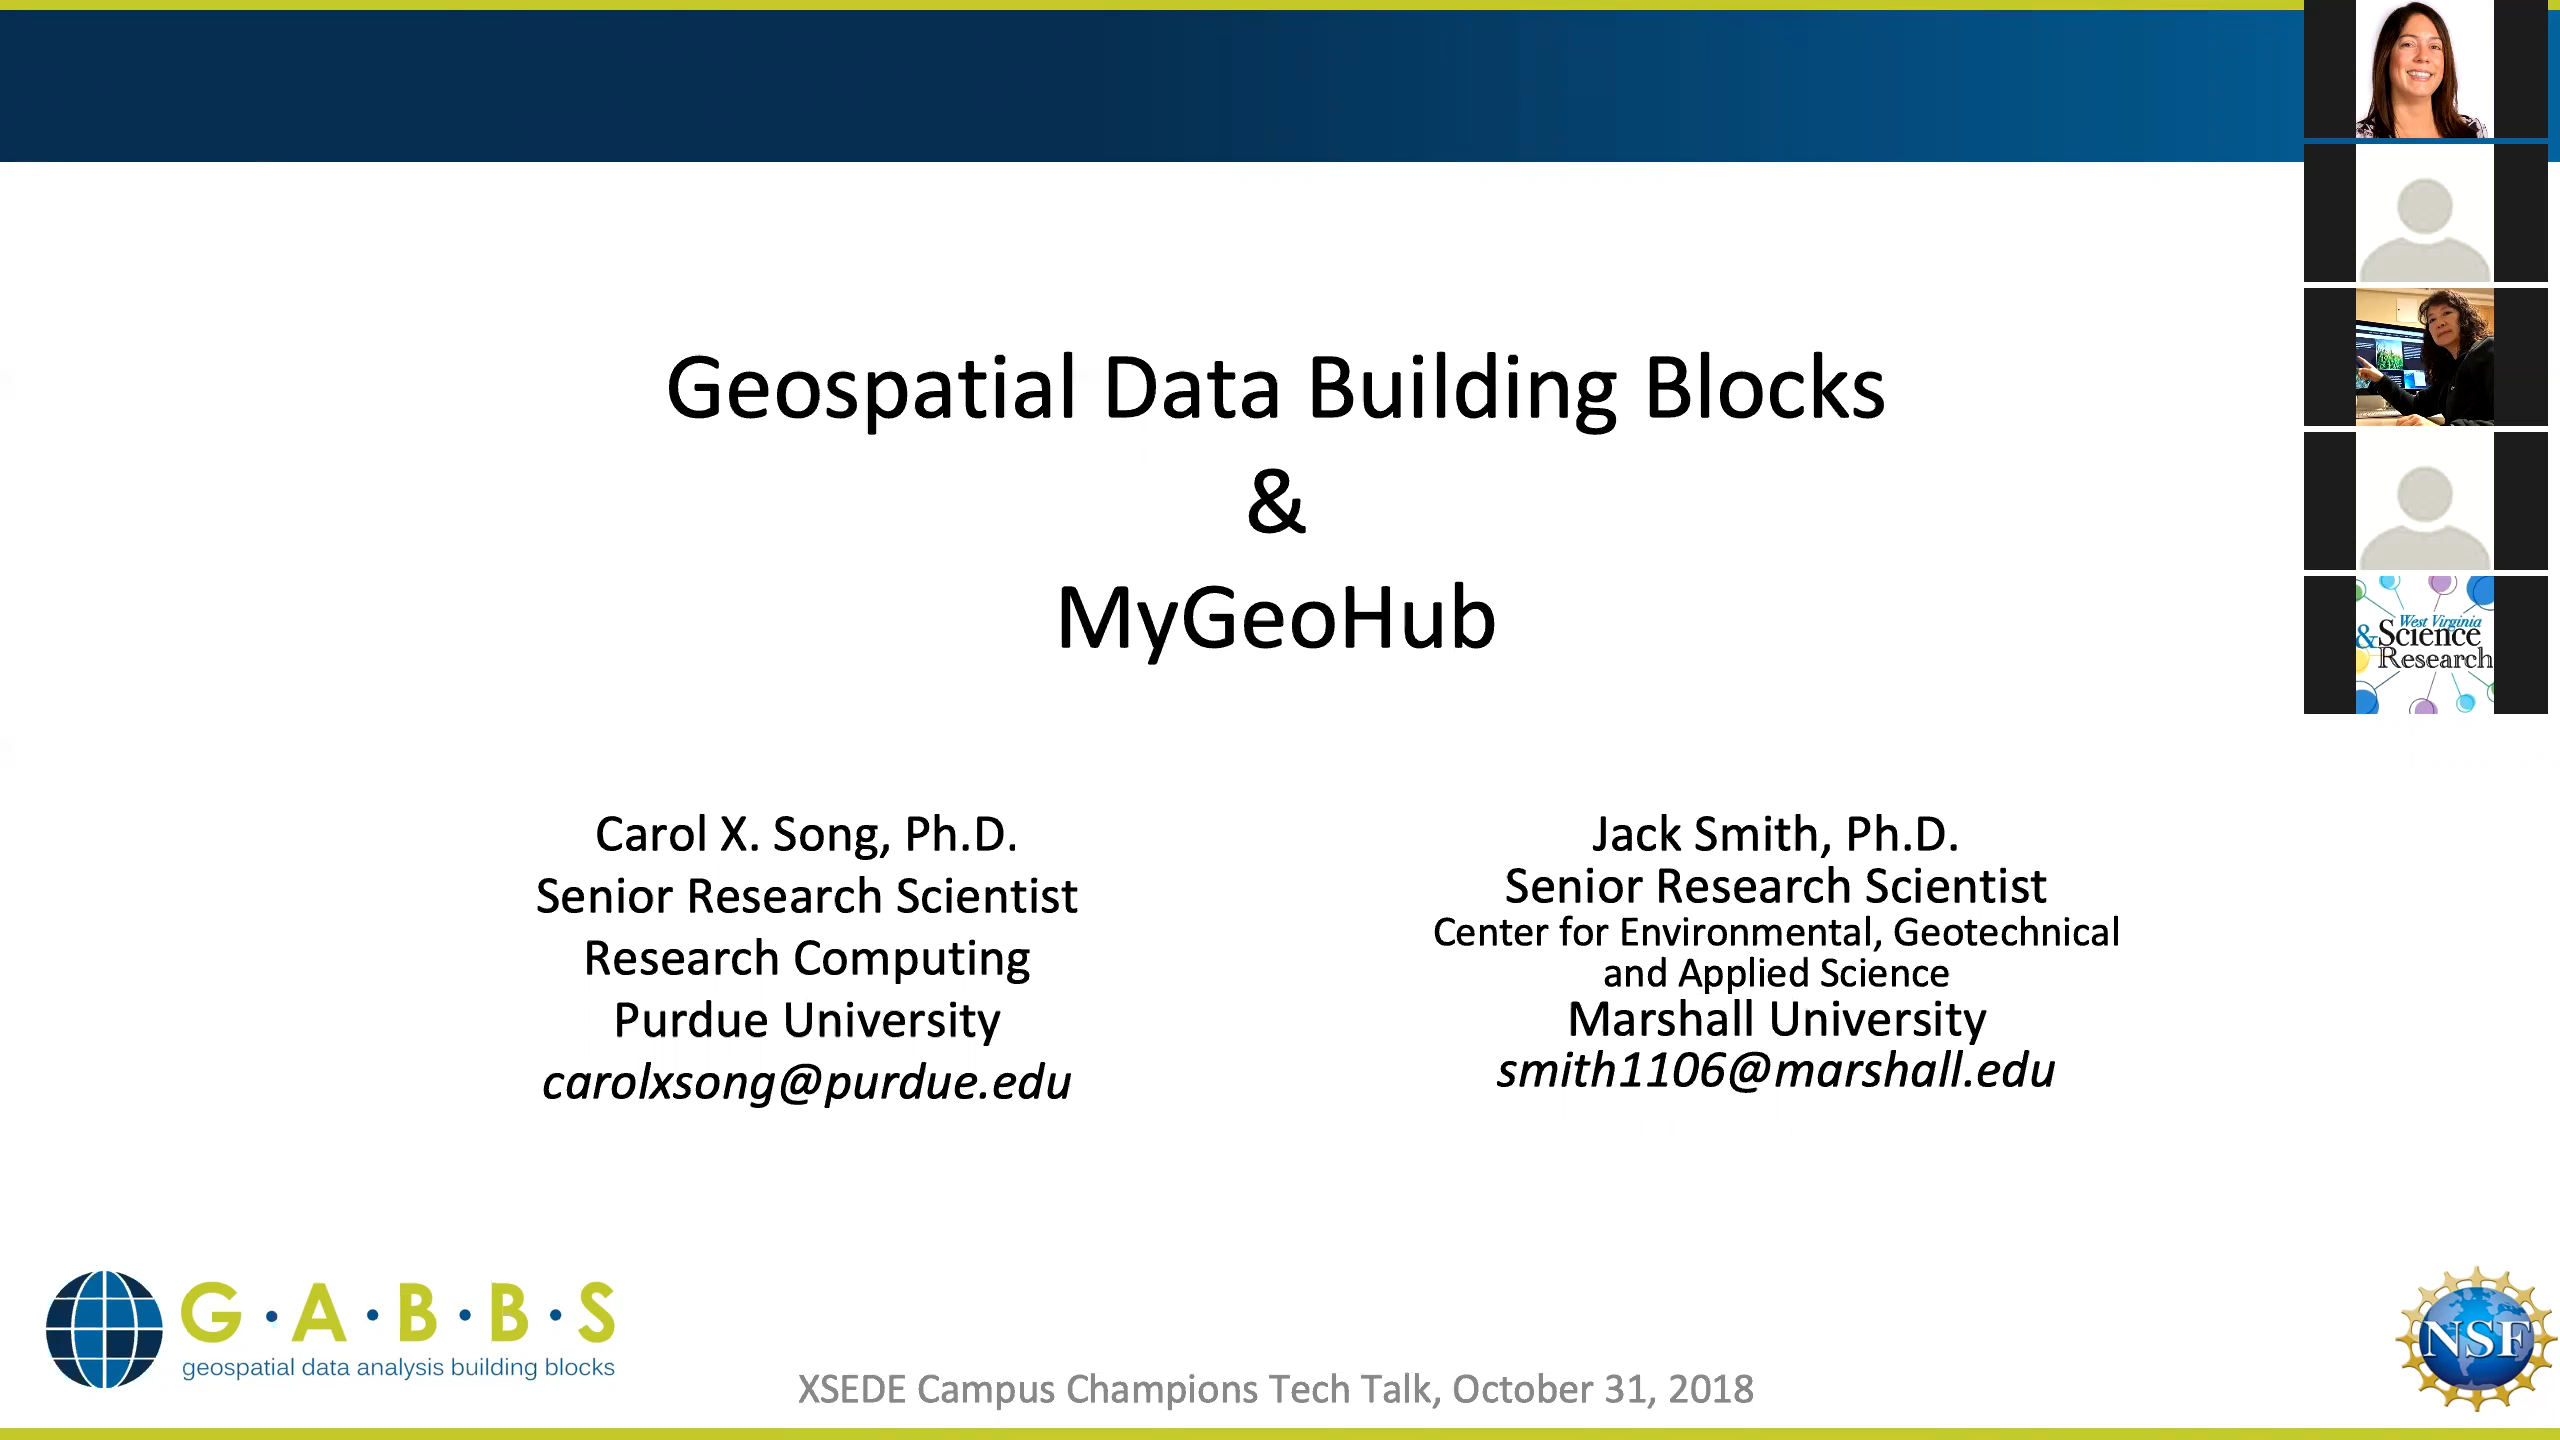 Geospatial Data Building Blocks
&
MyGeoHub
Carol X. Song, Ph.D.
Senior Research Scientist
Research Computing
Purdue University
carolxsong@purdue.edu
Jack Smith, Ph.D.
Senior Research Scientist
Center for Environmental, Geotechnical
and Applied Science
Marshall University
smith1106@marshall.edu
G·A·B·B·S
geospatial data analysis building blocks
XSEDE Campus Champions Tech Talk, October 31, 2018
NSF
West Virginia
&Science
Research